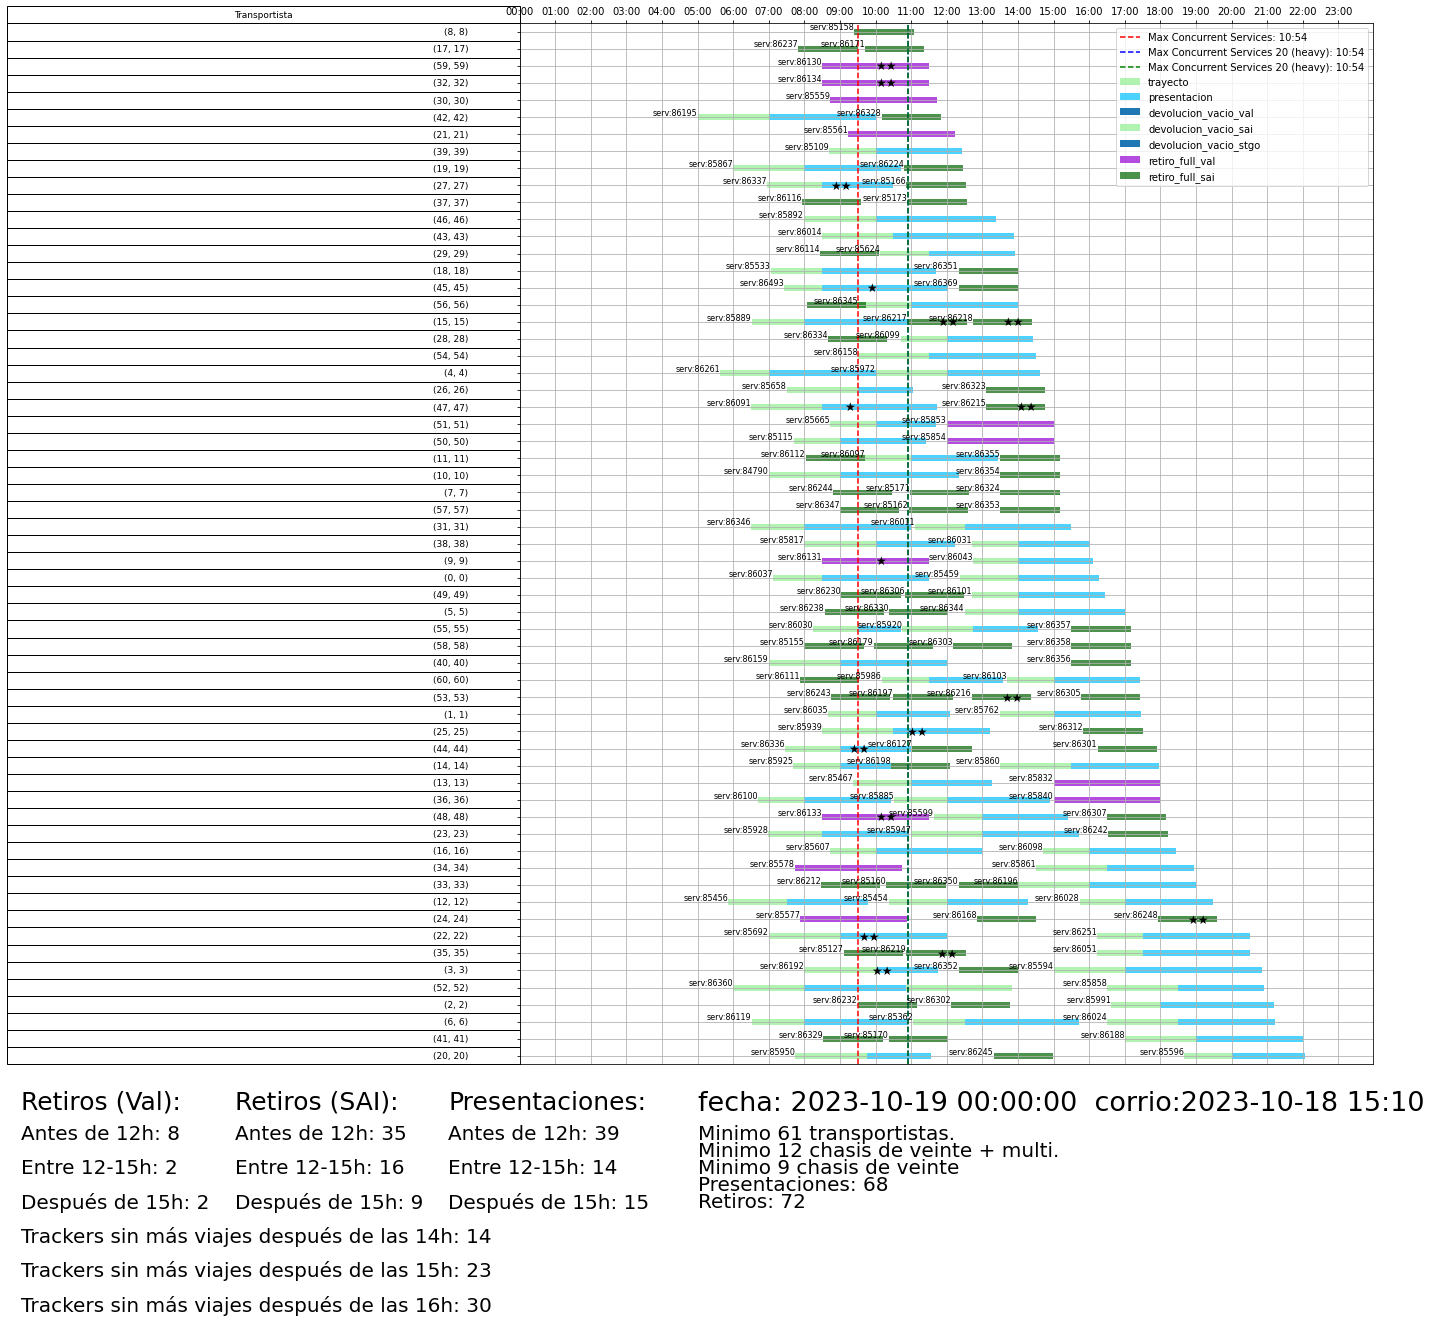 Transportista
00:00 01:00 02:00 03:00 04:00 05:00 06:00 07:00 08:00 09:00 10:00 11:00 12:00 13:00 14:00 15:00 16:00 17:00 18:00 19:00 20:00 21:00 22:00 23:00
Max Concurrent Services: 10:54
Max Concurrent Services 20 (heavy): 10:54
Max Concurrent Services 20 (heavy): 10:54
trayecto
presentacion
devolucion_vacio_val
devolucion_vacio_sai
devolucion_vacio_stgo
retiro_full_val
retiro_full_sai
(8, 8) serv:85158
(17, 17) serv:86237 serv:86171
(59, 59) serv:86130
(32, 32) serv:86134
(30, 30) serv:85559
(42, 42) serv:86195 serv:86328
(21, 21) serv:85561
(39, 39) serv:85109
(19, 19) serv:85867 serv:86224
(27, 27) serv:86337 serv:85166
(37, 37) serv:86116 serv:85173
(46, 46) serv:85892
(43, 43) serv:86014
(29, 29) serv:86114 serv:85624
(18, 18) serv:85533 serv:86351
(45, 45) serv:86493 serv:86369
(56, 56) serv:86345
(15, 15) serv:85889 serv:86217 serv:86218
(28, 28) serv:86334 serv:86099
(54, 54) serv:86158
(4, 4) serv:86261 serv:85972
(26, 26) serv:85658 serv:86323
(47, 47) serv:86091 serv:86215
(51, 51) serv:85665 serv:85853
(50, 50) serv:85115 serv:85854
(11, 11) serv:86112 serv:86097 serv:86355
(10, 10) serv:84790 serv:86354
(7, 7) serv:86244 serv:85171 serv:86324
(57, 57) serv:86347 serv:85162 serv:86353
(31, 31) serv:86346 serv:86011
(38, 38) serv:85817 serv:86031
(9, 9) serv:86131 serv:86043
(0, 0) serv:86037 serv:85459
(49, 49) serv:86230 serv:86306 serv:86101
(5, 5) serv:86238 serv:86330 serv:86344
(55, 55) serv:86030 serv:85920 serv:86357
(58, 58) serv:85155 serv:86179 serv:86303 serv:86358
(40, 40) serv:86159 serv:86356
(60, 60) serv:86111 serv:85986 serv:86103
(53, 53) serv:86243 serv:86197 serv:86216 serv:86305
(1, 1) serv:86035 serv:85762
(25, 25) serv:85939 serv:86312
(44, 44) serv:86336 serv:86127 serv:86301
(14, 14) serv:85925 serv:86198 serv:85860
(13, 13) serv:85467 serv:85832
(36, 36) serv:86100 serv:85885 serv:85840
(48, 48) serv:86133 serv:85599 serv:86307
(23, 23) serv:85928 serv:85947 serv:86242
(16, 16) serv:85607 serv:86098
(34, 34) serv:85578 serv:85861
(33, 33) serv:86212 serv:85160 serv:86350 serv:86196
(12, 12) serv:85456 serv:85454 serv:86028
(24, 24) serv:85577 serv:86168 serv:86248
(22, 22) serv:85692 serv:86251
(35, 35) serv:85127 serv:86219 serv:86051
(3, 3) serv:86192 serv:86352 serv:85594
(52, 52) serv:86360 serv:85858
(2, 2) serv:86232 serv:86302 serv:85991
(6, 6) serv:86119 serv:85362 serv:86024
(41, 41) serv:86329 serv:85170 serv:86188
(20, 20) serv:85950 serv:86245 serv:85596
Retiros (Val):
Antes de 12h: 8
Entre 12-15h: 2
Después de 15h: 2
Retiros (SAI):
Antes de 12h: 35
Entre 12-15h: 16
Después de 15h: 9
Presentaciones:
Antes de 12h: 39
Entre 12-15h: 14
Después de 15h: 15
Trackers sin más viajes después de las 14h: 14
Trackers sin más viajes después de las 15h: 23
Trackers sin más viajes después de las 16h: 30
fecha: 2023-10-19 00:00:00 corrio:2023-10-18 15:10
Minimo 61 transportistas.
Minimo 12 chasis de veinte + multi.
Minimo 9 chasis de veinte
Presentaciones: 68
Retiros: 72